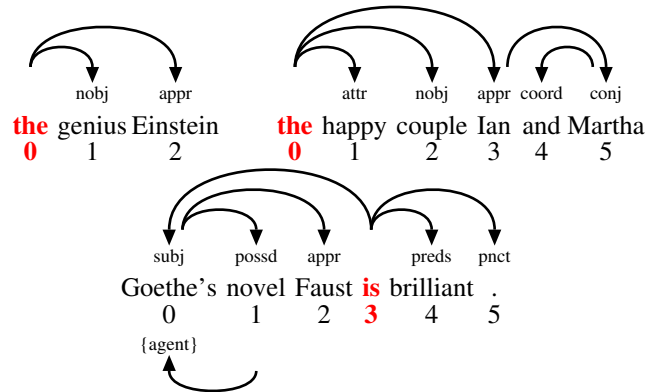 nobj appr attr nobj appr coord conj
the genius Einstein the happy couple Ian and Martha
0 1 2 0 1 2 3 4 5
subj possd appr preds pnct
Goethe's novel Faust is brilliant .
0 1 2 3 4 5
{agent}